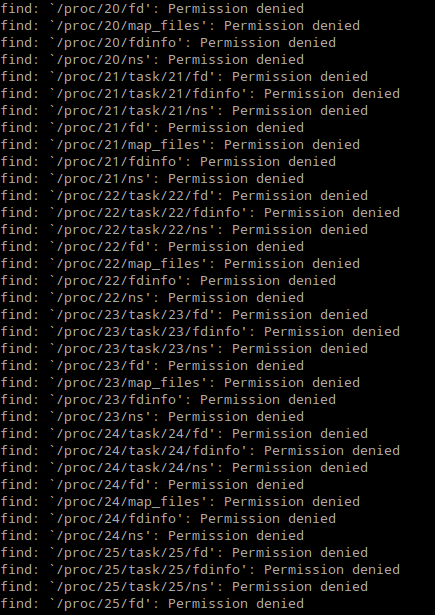 find: `/proc/20/fd': Permission denied
find: `/proc/20/map_files': Permission denied
find: `/proc/20/fdinfo': Permission denied
find: `/proc/20/ns': Permission denied
find: `/proc/21/task/21/fd': Permission denied
find: `/proc/21/task/21/fdinfo': Permission denied
find: `/proc/21/task/21/ns': Permission denied
find: `/proc/21/fd': Permission denied
find: `/proc/21/map_files': Permission denied
find: `/proc/21/fdinfo': Permission denied
find: `/proc/21/ns': Permission denied
find: `/proc/22/task/22/fd': Permission denied
find: `/proc/22/task/22/fdinfo': Permission denied
find: `/proc/22/task/22/ns': Permission denied
find: `/proc/22/fd': Permission denied
find: `/proc/22/map_files': Permission denied
find: `/proc/22/fdinfo': Permission denied
find: `/proc/22/ns': Permission denied
find: `/proc/23/task/23/fd': Permission denied
find: `/proc/23/task/23/fdinfo': Permission denied
find: `/proc/23/task/23/ns': Permission denied
find: `/proc/23/fd': Permission denied
find: `/proc/23/map_files': Permission denied
find: `/proc/23/fdinfo': Permission denied
find: `/proc/23/ns': Permission denied
find: `/proc/24/task/24/fd': Permission denied
find: `/proc/24/task/24/fdinfo': Permission denied
find: `/proc/24/task/24/ns': Permission denied
find: `/proc/24/fd': Permission denied
find: `/proc/24/map_files': Permission denied
find: `/proc/24/fdinfo': Permission denied
find: `/proc/24/ns': Permission denied
find: `/proc/25/task/25/fd': Permission denied
find: `/proc/25/task/25/fdinfo': Permission denied
find: `/proc/25/task/25/ns': Permission denied
find: `/proc/25/fd': Permission denied